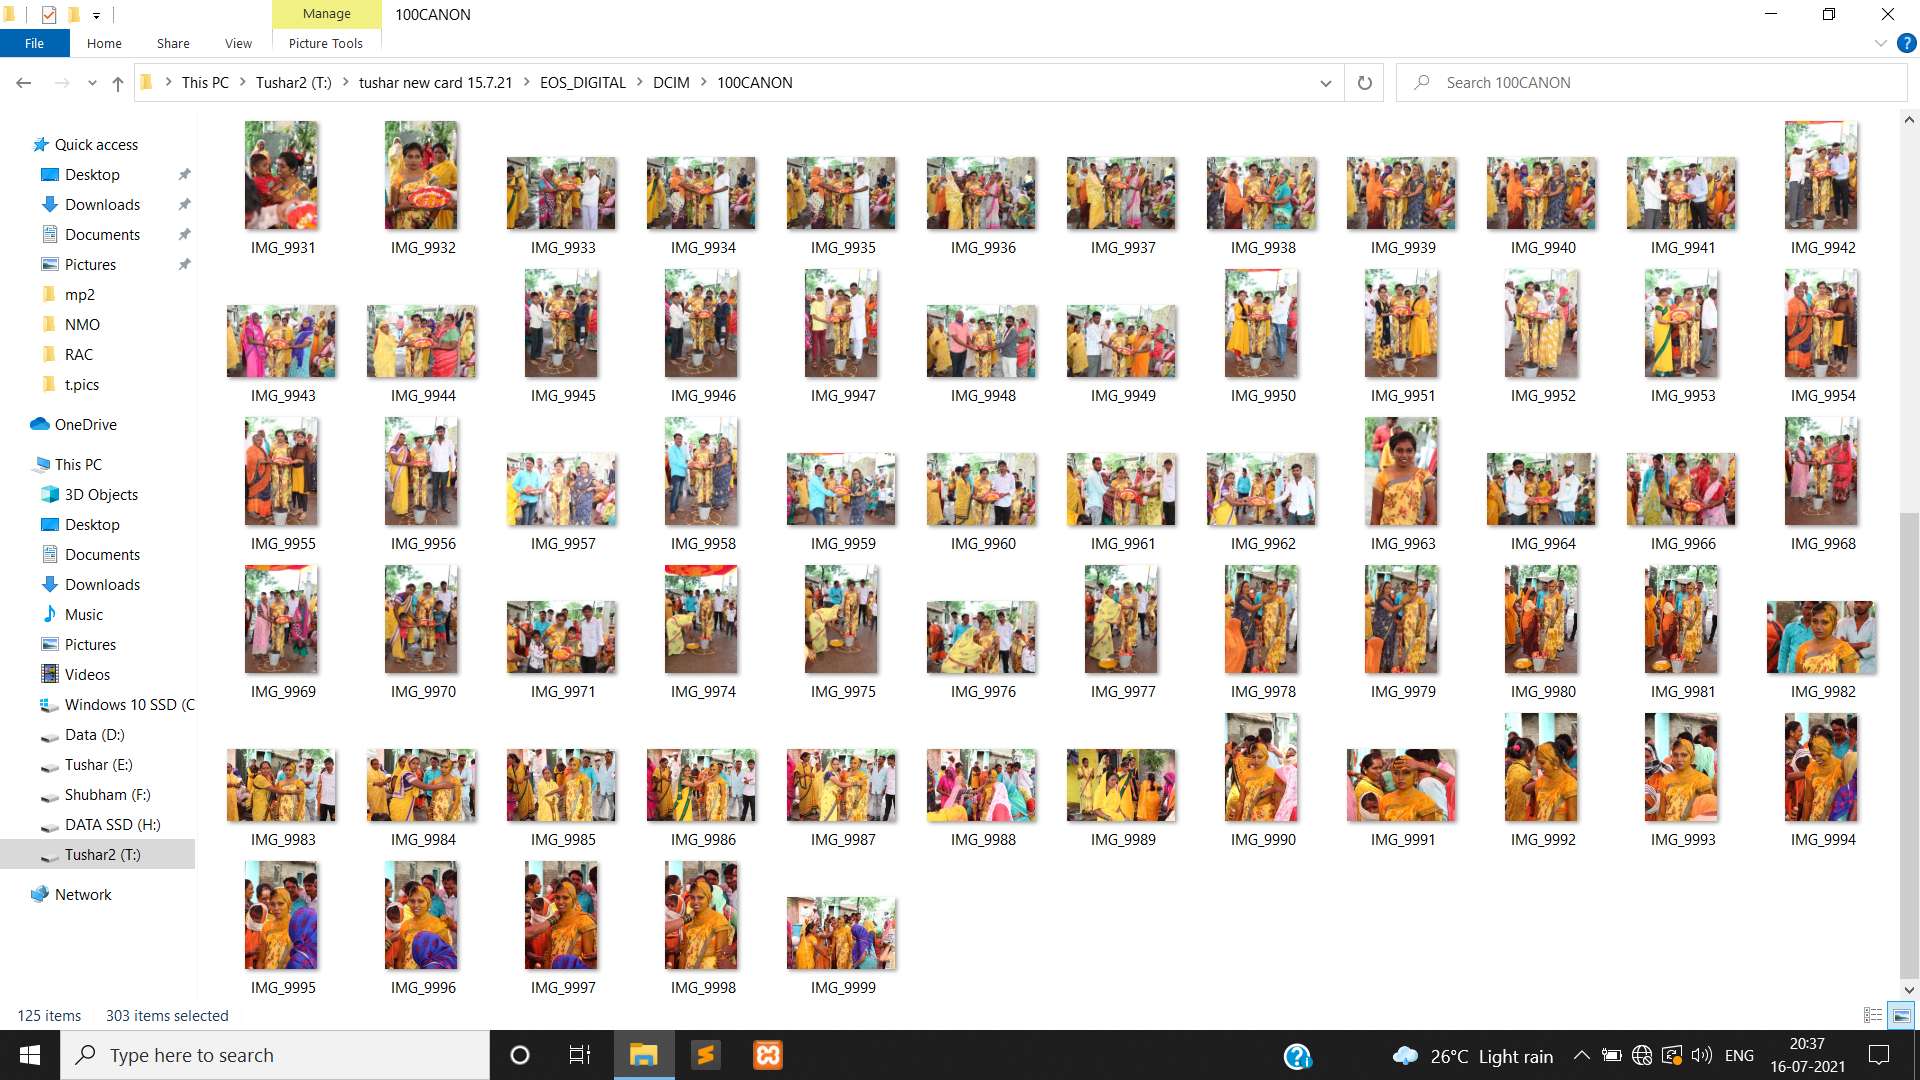 Manage
100CANON
File
Home
Share
View
Picture Tools
This PC
Tushar2 (T:)
tushar new card 15.7.21
EOS_DIGITAL
DCIM
100CANON
Search 100CANON
Quick access
Desktop
Downloads
Documents
Pictures
mp2
NMO
RAC
t.pics
OneDrive
This PC
3D Objects
Desktop
Documents
Downloads
Music
Pictures
Videos
Windows 10 SSD (C
Data (D:)
Tushar (E:)
Shubham (F:)
DATA SSD (H:)
Tushar2 (T:)
Network
IMG_9931 IMG_9932 IMG_9933 IMG_9934 IMG_9935 IMG_9936 IMG_9937 IMG_9938 IMG_9939 IMG_9940 IMG_9941 IMG_9942
IMG_9943 IMG_9944 IMG_9945 IMG_9946 IMG_9947 IMG_9948 IMG_9949 IMG_9950 IMG_9951 IMG_9952 IMG_9953 IMG_9954
IMG_9955 IMG_9956 IMG_9957 IMG_9958 IMG_9959 IMG_9960 IMG_9961 IMG_9962 IMG_9963 IMG_9964 IMG_9966 IMG_9968
IMG_9969 IMG_9970 IMG_9971 IMG_9974 IMG_9975 IMG_9976 IMG_9977 IMG_9978 IMG_9979 IMG_9980 IMG_9981 IMG_9982
IMG_9983 IMG_9984 IMG_9985 IMG_9986 IMG_9987 IMG_9988 IMG_9989 IMG_9990 IMG_9991 IMG_9992 IMG_9993 IMG_9994
IMG_9995 IMG_9996 IMG_9997 IMG_9998 IMG_9999
125 items
303 items selected
Type here to search
26°C Light rain
ENG
20:37
16-07-2021